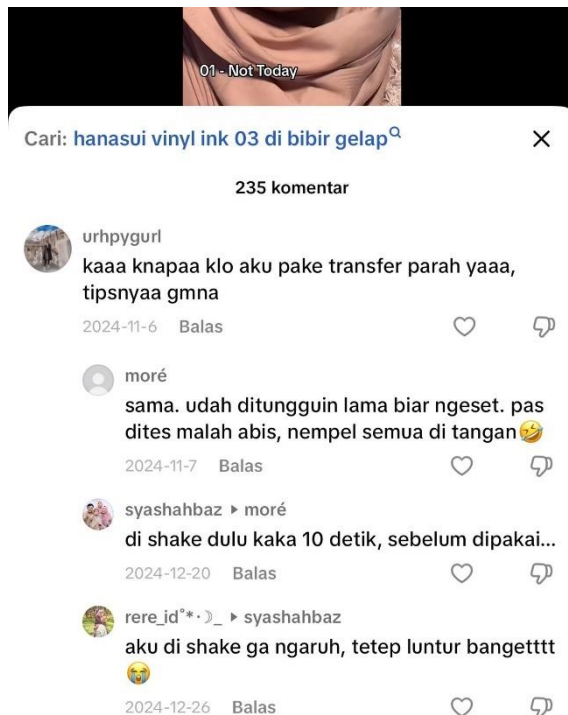 01 - Not Today
Cari: hanasui vinyl ink 03 di bibir gelap
235 komentar
urhpygurl
kaaa knapaa klo aku pake transfer parah yaaa,
tipsnyaa gmna
2024-11-6 Balas
moré
sama. udah ditungguin lama biar ngeset. pas
dites malah abis, nempel semua di tangan🤣
2024-11-7 Balas
syashahbaz ▸ moré
di shake dulu kaka 10 detik, sebelum dipakai...
2024-12-20 Balas
rere_id˚*·☽_ ▸ syashahbaz
aku di shake ga ngaruh, tetep luntur bangetttt
😭
2024-12-26 Balas